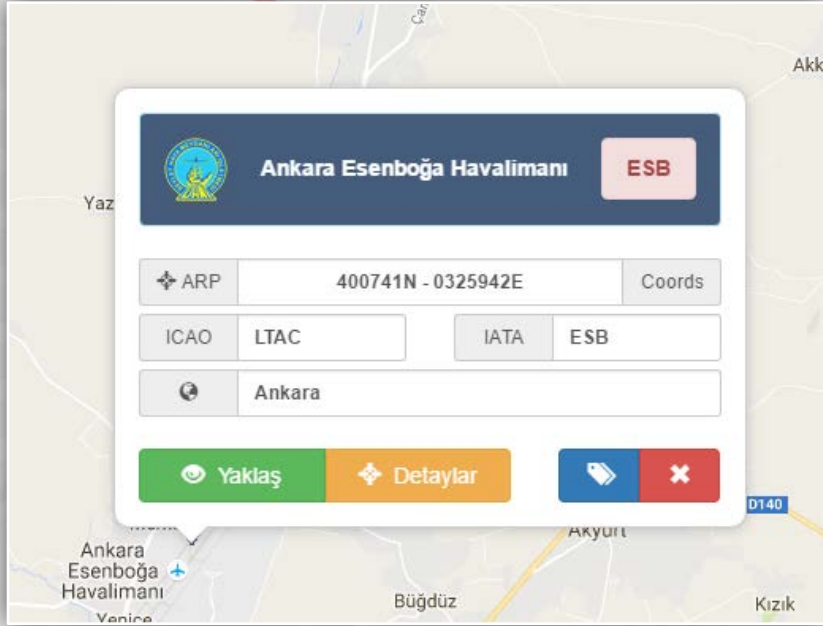 Akk
Yaz
Ankara Esenboğa Havalimanı
ESB
ARP
400741N - 0325942E
Coords
ICAO
LTAC
IATA
ESB
Ankara
Yaklaş
Detaylar
D140
Akyurt
Ankara
Esenboğa
Havalimanı
Büğdüz
Kızık
Yenice